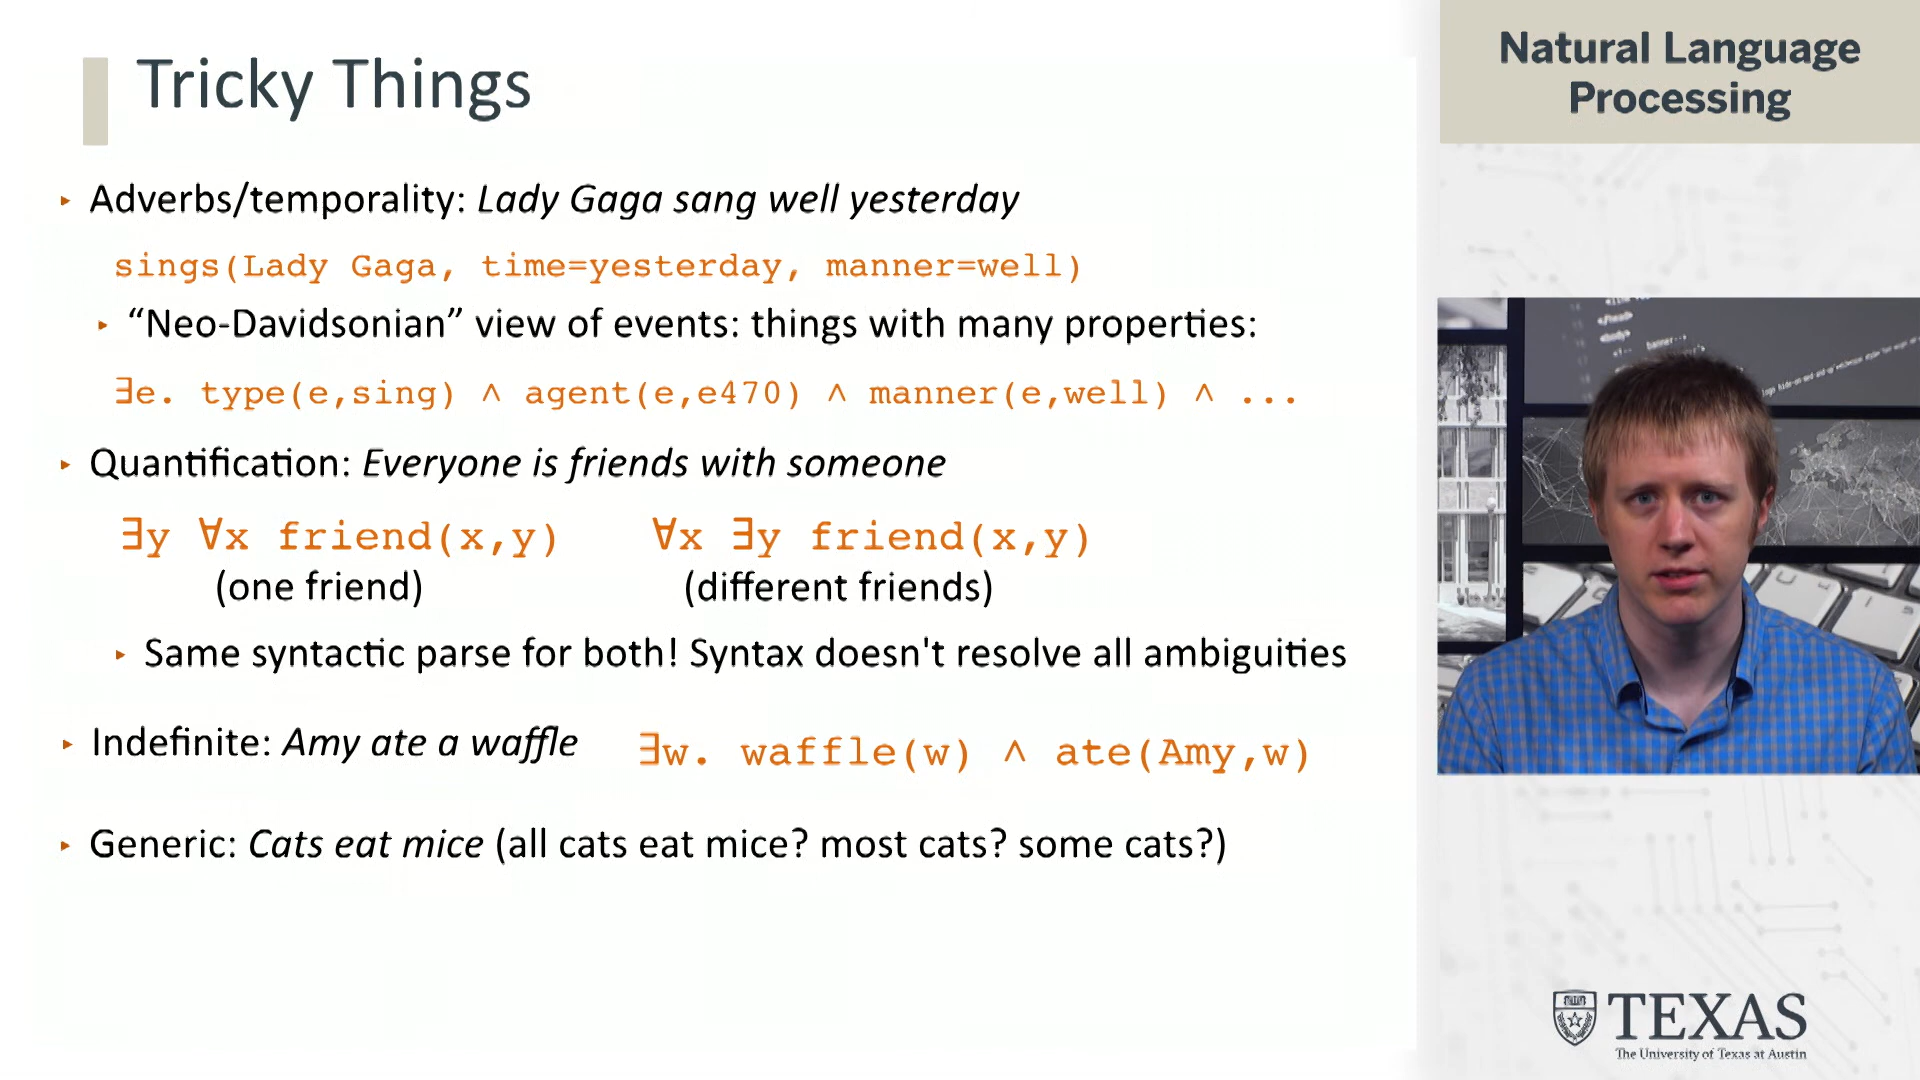 Tricky Things
▸ Adverbs/temporality: Lady Gaga sang well yesterday
sings(Lady Gaga, time=yesterday, manner=well)
▸ “Neo-Davidsonian” view of events: things with many properties:
∃e. type(e,sing) ∧ agent(e,e470) ∧ manner(e,well) ∧ ...
▸ Quantification: Everyone is friends with someone
∃y ∀x friend(x,y) ∀x ∃y friend(x,y)
(one friend) (different friends)
▸ Same syntactic parse for both! Syntax doesn't resolve all ambiguities
▸ Indefinite: Amy ate a waffle ∃w. waffle(w) ∧ ate(Amy,w)
▸ Generic: Cats eat mice (all cats eat mice? most cats? some cats?)
Natural Language
Processing
TEXAS
The University of Texas at Austin